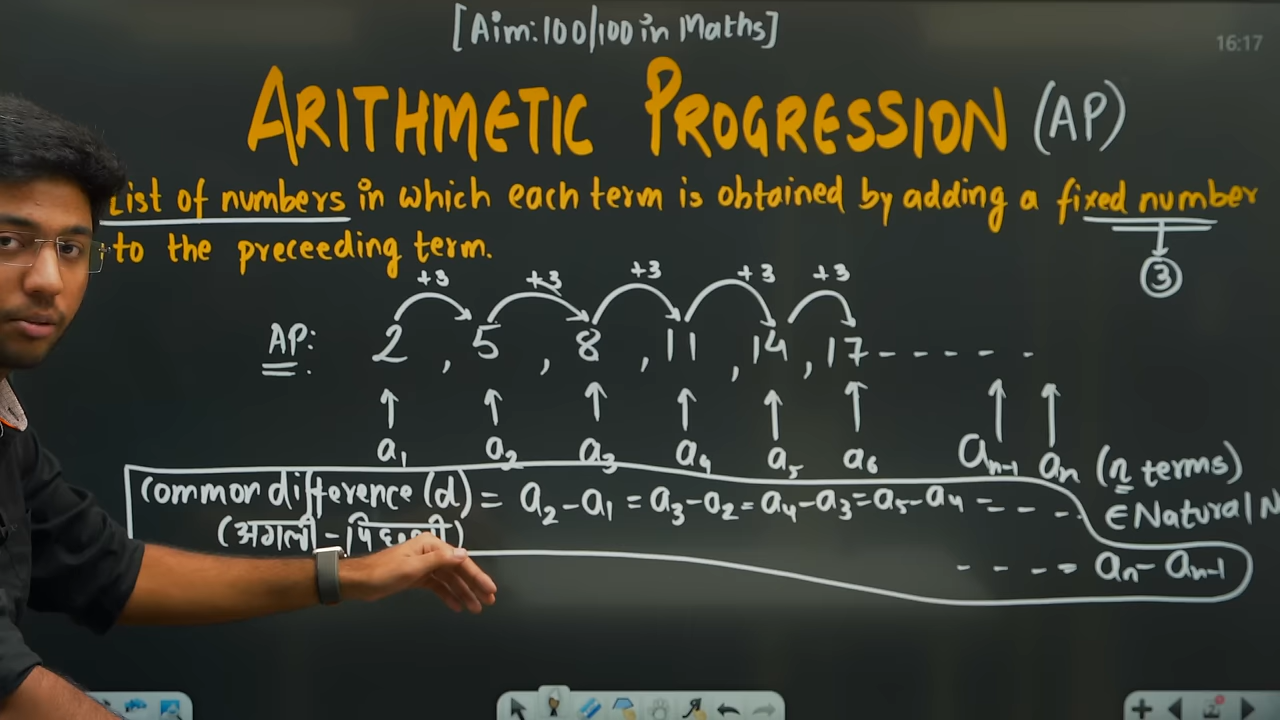 [Aim:100/100 in Maths]
16:17
ARITHMETIC PROGRESSION (AP)
List of numbers in which each term is obtained by adding a fixed number
to the preceeding term.
3
+3 +3 +3 +3 +3
AP: 2, 5, 8, 11, 14, 17-----
a₁ a₂ a₃ a₄ a₅ a₆ aₙ₋₁ aₙ (n terms)
∈ Natural N
Common difference (d) = a₂-a₁ = a₃-a₂ = a₄-a₃ = a₅-a₄ = ---
(अगली - पिछली)
---- = aₙ - aₙ₋₁